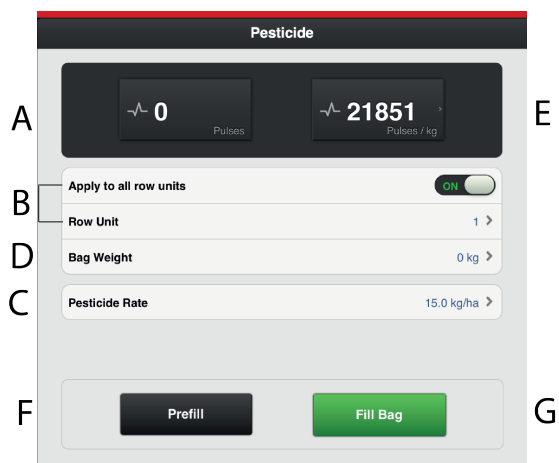 Pesticide
A
0
Pulses
21851
Pulses / kg
E
B
Apply to all row units
ON
Row Unit
1
D
Bag Weight
0 kg
C
Pesticide Rate
15.0 kg/ha
F
Prefill
Fill Bag
G